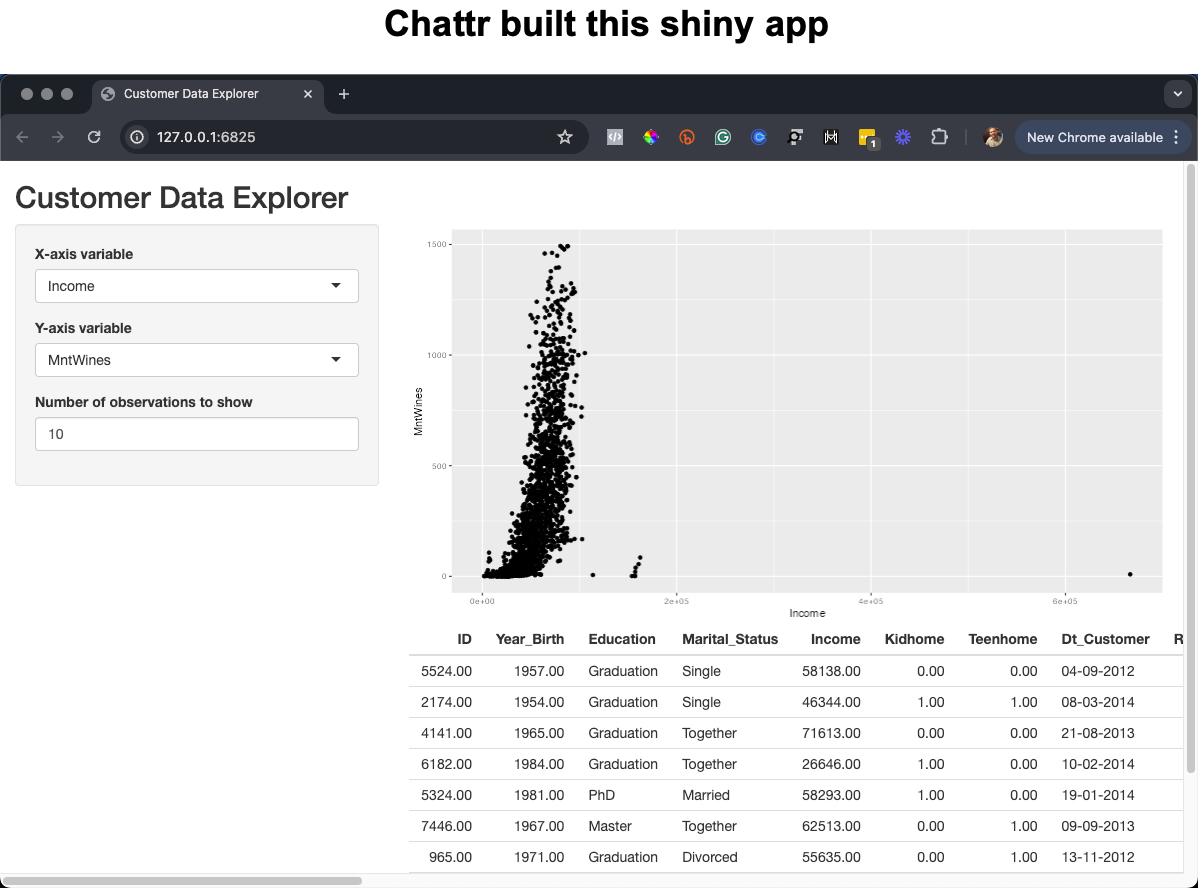 Chattr built this shiny app
Customer Data Explorer
127.0.0.1:6825
1
New Chrome available
Customer Data Explorer
X-axis variable
Income
Y-axis variable
MntWines
Number of observations to show
10
1500
1000
500
0
MntWines
0e+00 2e+05 4e+05 6e+05
Income
ID Year_Birth Education Marital_Status Income Kidhome Teenhome Dt_Customer R
5524.00 1957.00 Graduation Single 58138.00 0.00 0.00 04-09-2012
2174.00 1954.00 Graduation Single 46344.00 1.00 1.00 08-03-2014
4141.00 1965.00 Graduation Together 71613.00 0.00 0.00 21-08-2013
6182.00 1984.00 Graduation Together 26646.00 1.00 0.00 10-02-2014
5324.00 1981.00 PhD Married 58293.00 1.00 0.00 19-01-2014
7446.00 1967.00 Master Together 62513.00 0.00 1.00 09-09-2013
965.00 1971.00 Graduation Divorced 55635.00 0.00 1.00 13-11-2012